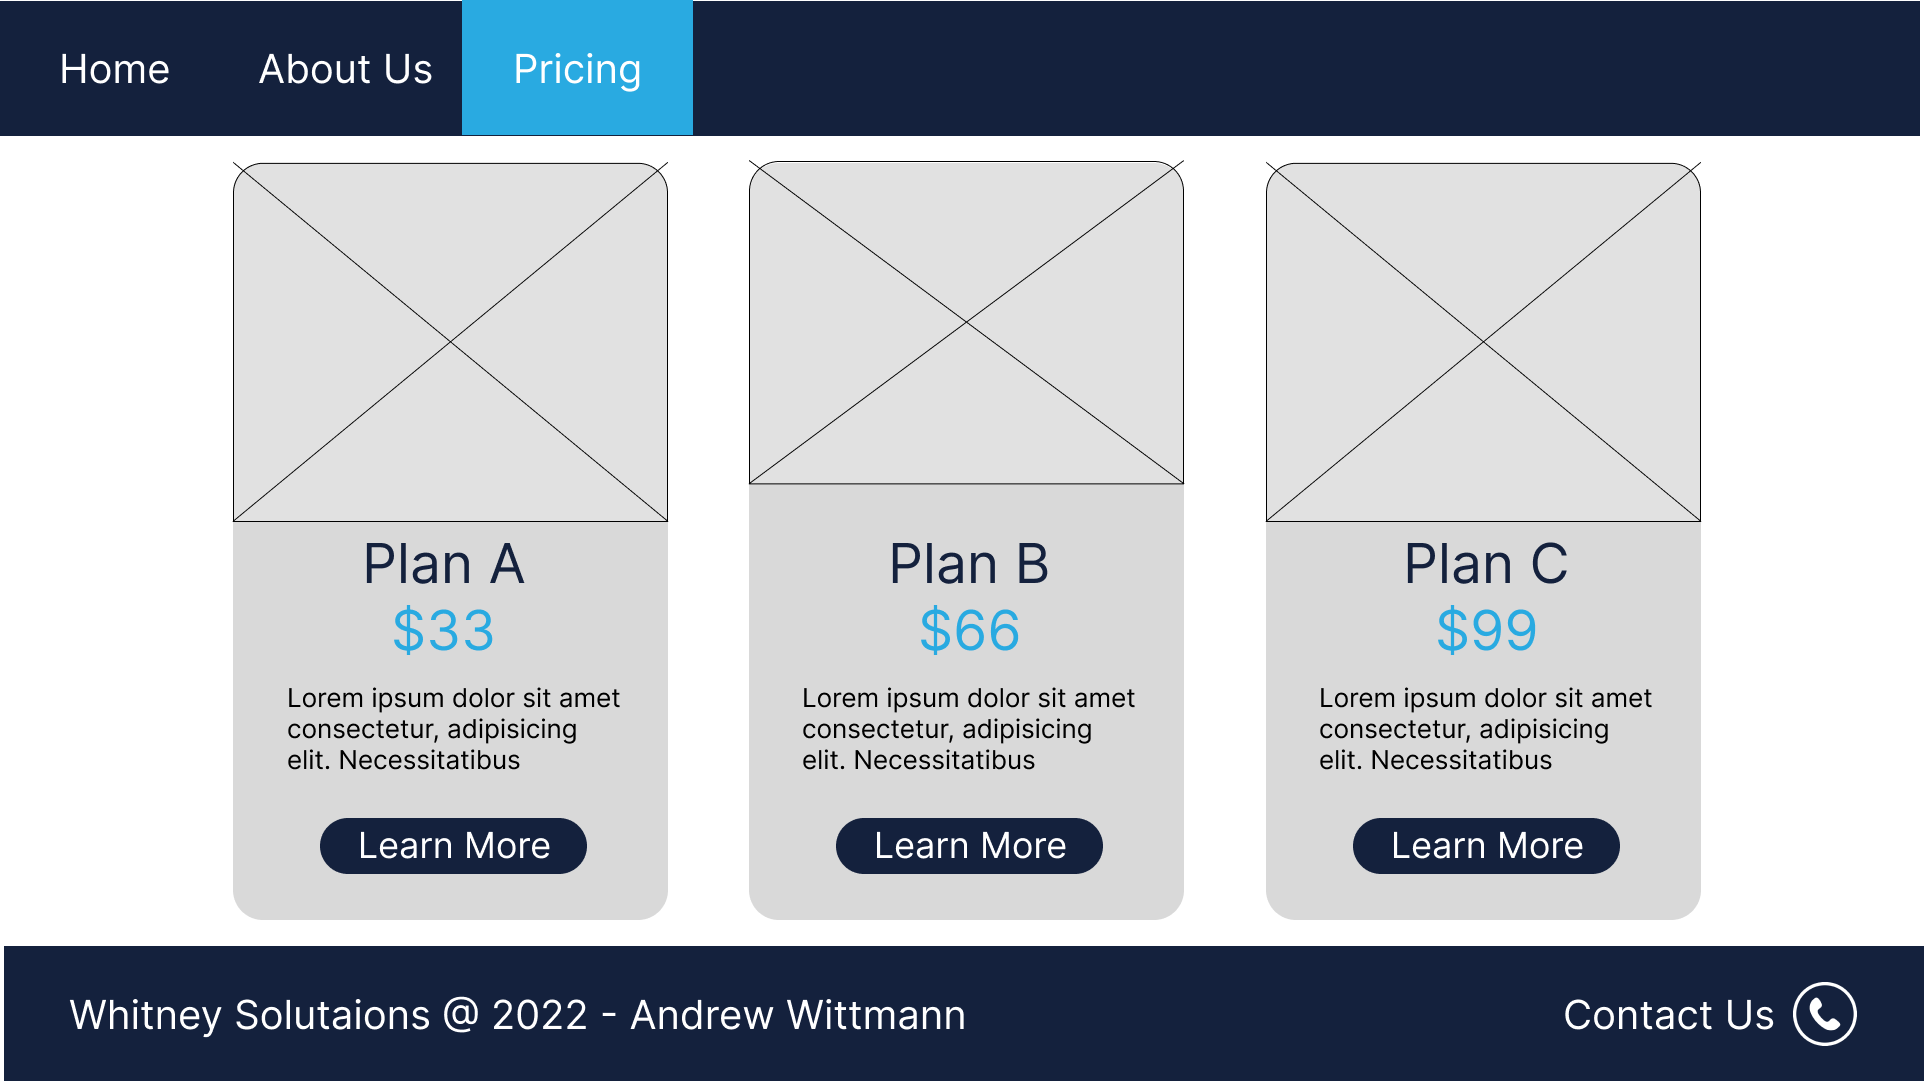 Home About Us Pricing
Plan A
$33
Lorem ipsum dolor sit amet
consectetur, adipisicing
elit. Necessitatibus
Learn More
Plan B
$66
Lorem ipsum dolor sit amet
consectetur, adipisicing
elit. Necessitatibus
Learn More
Plan C
$99
Lorem ipsum dolor sit amet
consectetur, adipisicing
elit. Necessitatibus
Learn More
Whitney Solutaions @ 2022 - Andrew Wittmann
Contact Us